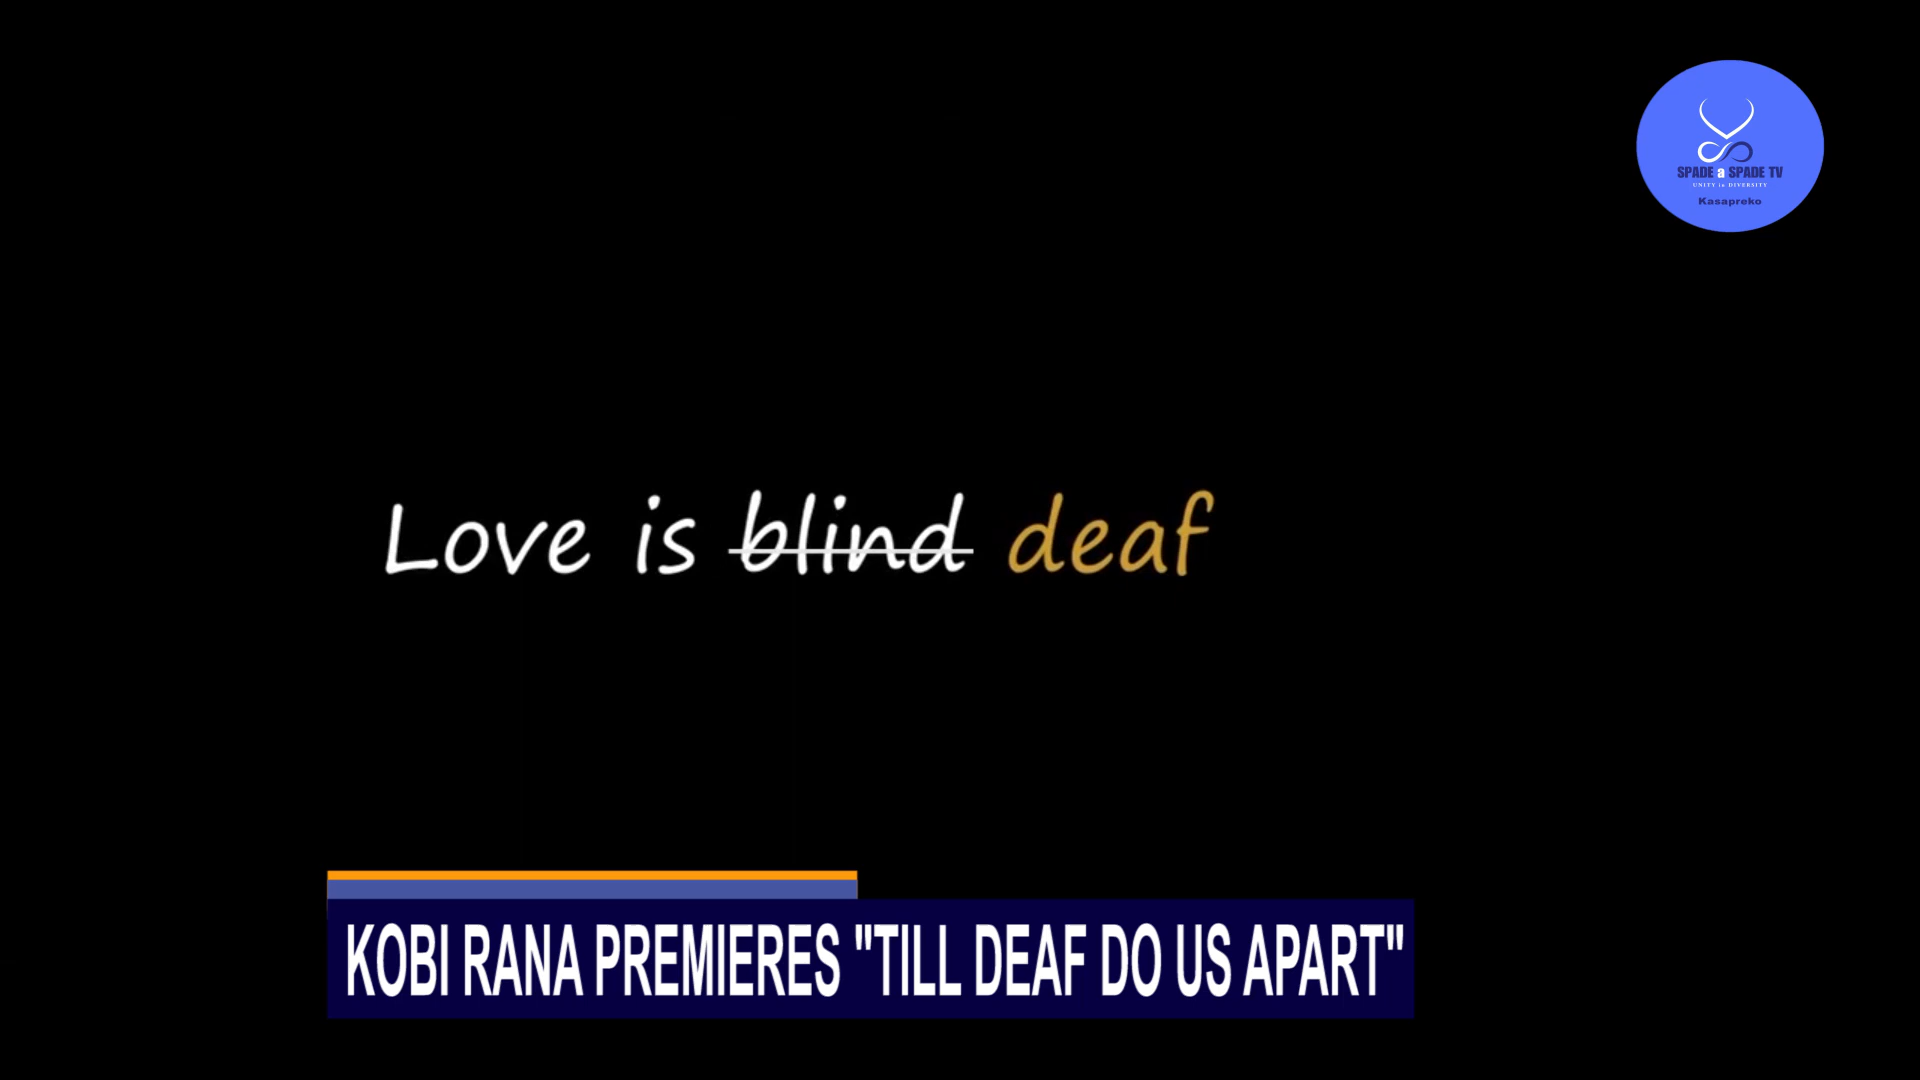 SPADE a SPADE TV
UNITY in DIVERSITY
Kasapreko
Love is blind deaf
KOBI RANA PREMIERES "TILL DEAF DO US APART"